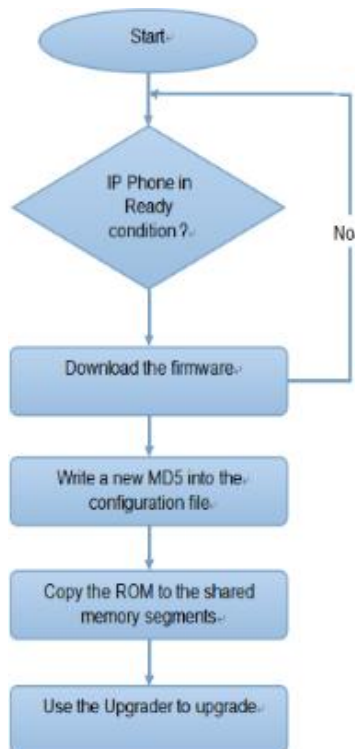 Start
IP Phone in
Ready
condition?
No
Download the firmware
Write a new MD5 into the
configuration file
Copy the ROM to the shared
memory segments
Use the Upgrader to upgrade